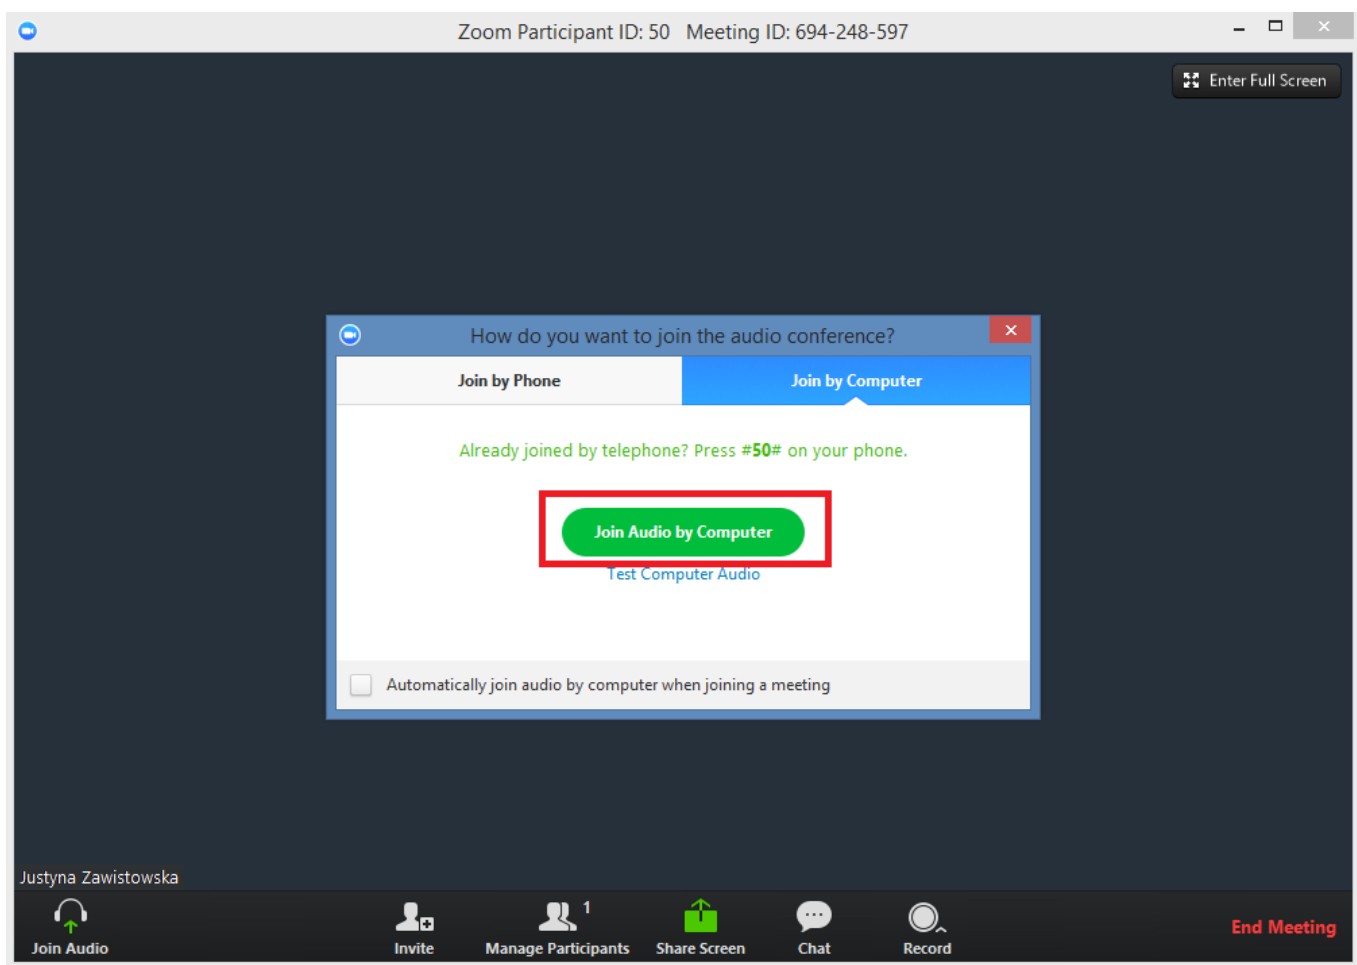 Zoom Participant ID: 50 Meeting ID: 694-248-597
Enter Full Screen
How do you want to join the audio conference?
Join by Phone
Join by Computer
Already joined by telephone? Press #50# on your phone.
Join Audio by Computer
Test Computer Audio
Automatically join audio by computer when joining a meeting
Justyna Zawistowska
1
Join Audio
Invite
Manage Participants
Share Screen
Chat
Record
End Meeting